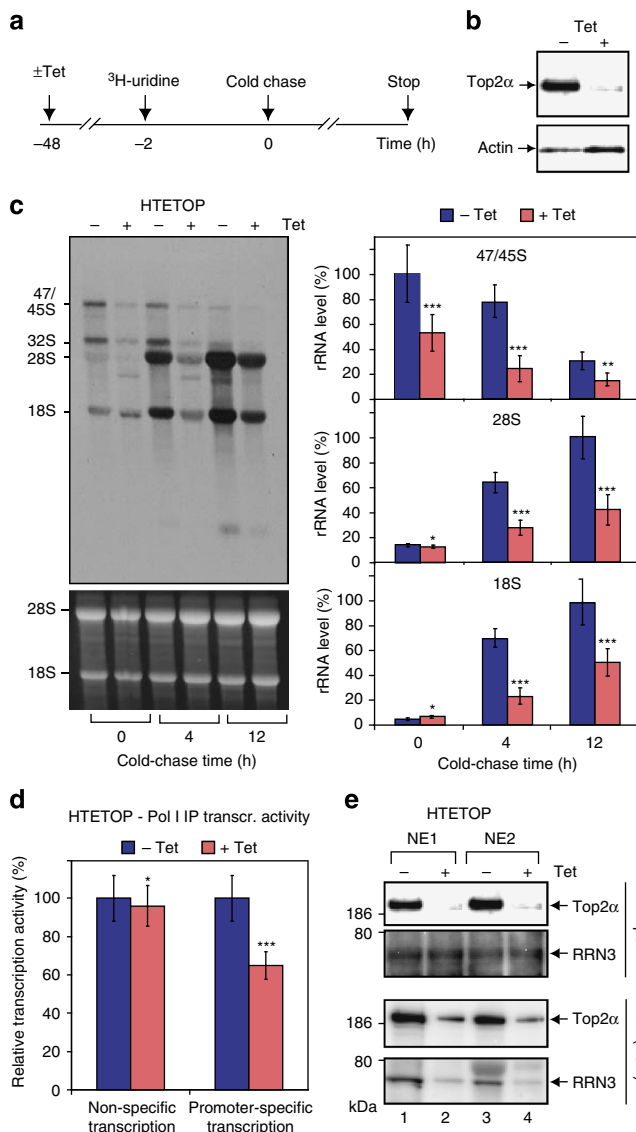 a
±Tet
³H-uridine
Cold chase
Stop
–48
–2
0
Time (h)
b
Tet
– +
Top2α
Actin
c
HTETOP
– + – + – + Tet
47/
45S
32S
28S
18S
28S
18S
0 4 12
Cold-chase time (h)
– Tet + Tet
47/45S
rRNA level (%)
100
80
60
40
20
0
***
***
**
28S
rRNA level (%)
100
80
60
40
20
0
*
***
***
18S
rRNA level (%)
100
80
60
40
20
0
*
***
***
0 4 12
Cold-chase time (h)
d
HTETOP - Pol I IP transcr. activity
– Tet + Tet
Relative transcription activity (%)
100
80
60
40
20
0
*
***
Non-specific
transcription
Promoter-specific
transcription
e
HTETOP
NE1 NE2
– + – + Tet
186
Top2α
80
RRN3
186
Top2α
80
RRN3
kDa
1 2 3 4